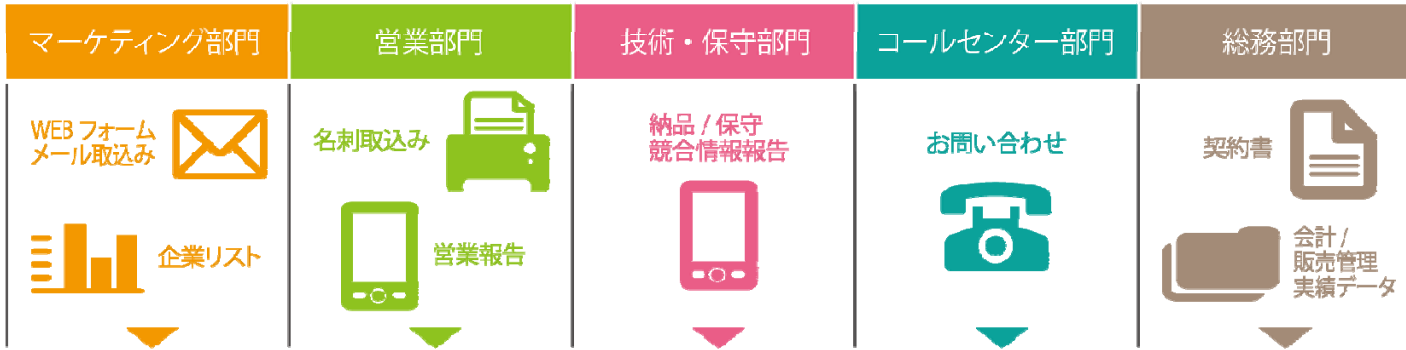 マーケティング部門
営業部門
技術・保守部門
コールセンター部門
総務部門
WEBフォーム
メール取込み
企業リスト
名刺取込み
営業報告
納品 / 保守
競合情報報告
お問い合わせ
契約書
会計 /
販売管理
実績データ